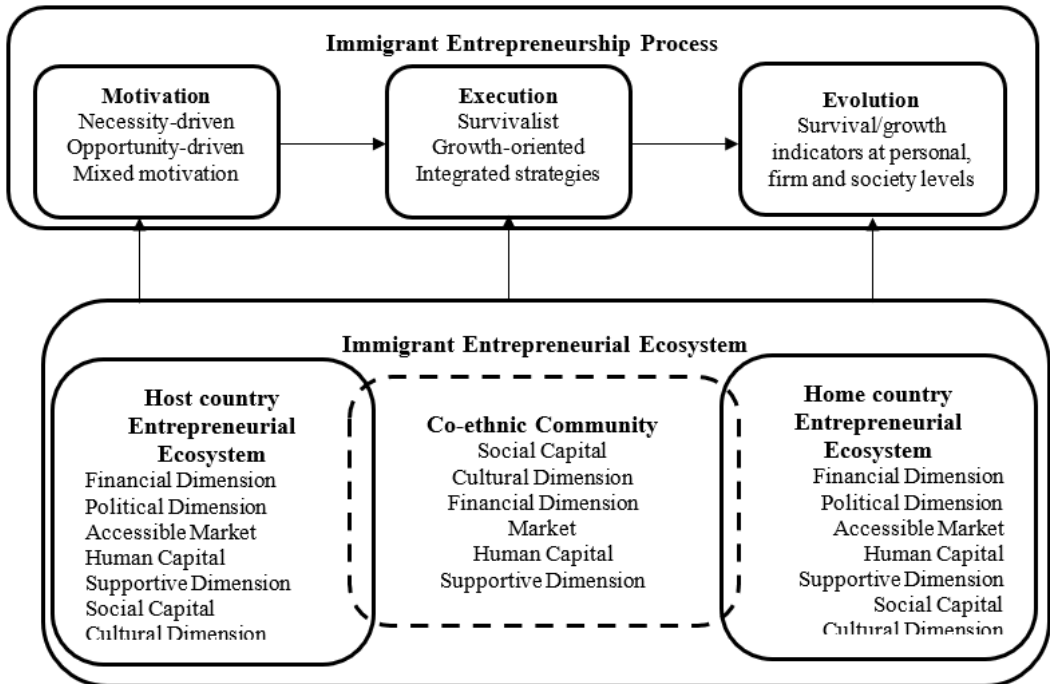 Immigrant Entrepreneurship Process
Motivation
Necessity-driven
Opportunity-driven
Mixed motivation
Execution
Survivalist
Growth-oriented
Integrated strategies
Evolution
Survival/growth
indicators at personal,
firm and society levels
Immigrant Entrepreneurial Ecosystem
Host country
Entrepreneurial
Ecosystem
Financial Dimension
Political Dimension
Accessible Market
Human Capital
Supportive Dimension
Social Capital
Cultural Dimension
Co-ethnic Community
Social Capital
Cultural Dimension
Financial Dimension
Market
Human Capital
Supportive Dimension
Home country
Entrepreneurial
Ecosystem
Financial Dimension
Political Dimension
Accessible Market
Human Capital
Supportive Dimension
Social Capital
Cultural Dimension